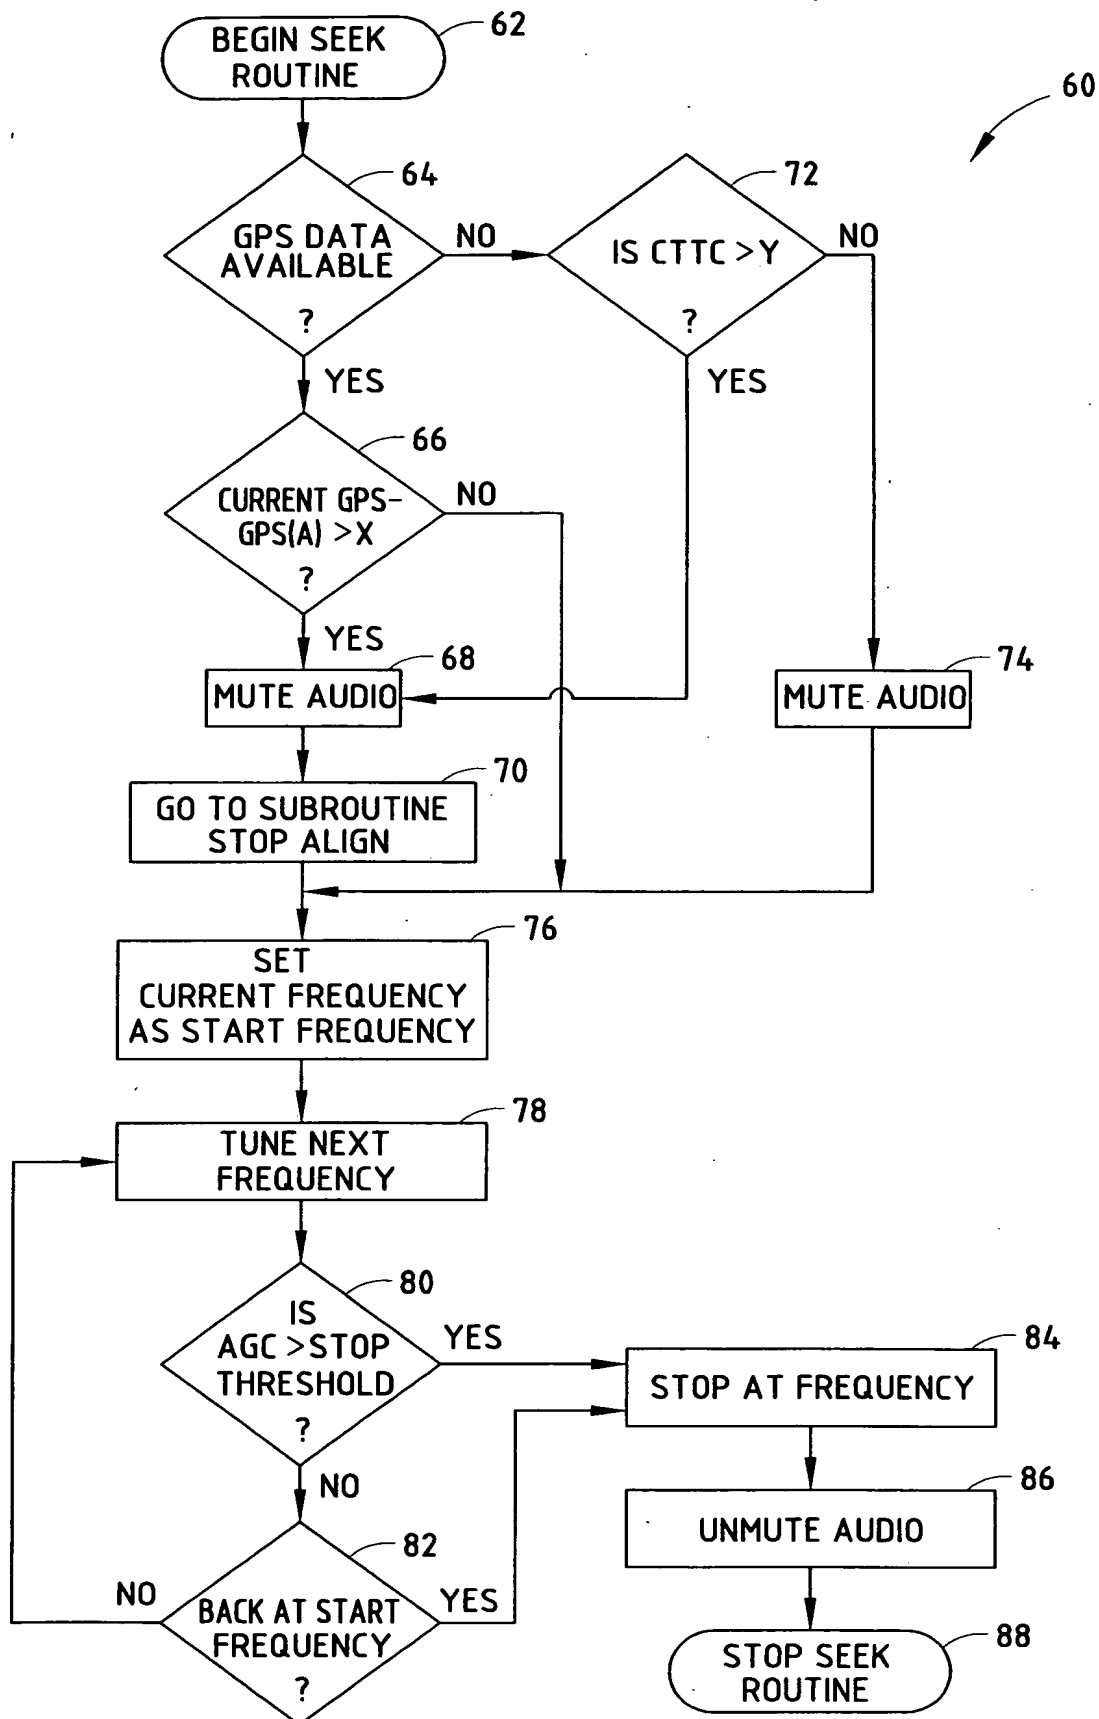 BEGIN SEEK
ROUTINE
62
60
64
GPS DATA
AVAILABLE
?
NO
72
IS CTTC > Y
?
NO
YES
YES
66
CURRENT GPS-
GPS(A) > X
?
NO
YES
68
MUTE AUDIO
74
MUTE AUDIO
70
GO TO SUBROUTINE
STOP ALIGN
76
SET
CURRENT FREQUENCY
AS START FREQUENCY
78
TUNE NEXT
FREQUENCY
80
IS
AGC > STOP
THRESHOLD
?
YES
NO
84
STOP AT FREQUENCY
86
UNMUTE AUDIO
82
BACK AT START
FREQUENCY
?
NO
YES
88
STOP SEEK
ROUTINE